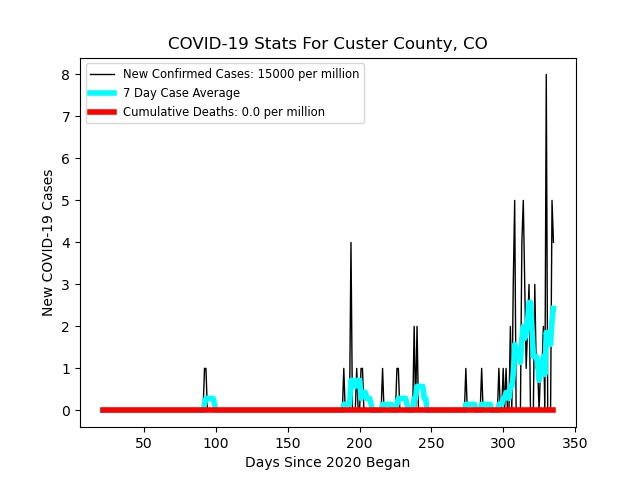 COVID-19 Stats For Custer County, CO
New Confirmed Cases: 15000 per million
7 Day Case Average
Cumulative Deaths: 0.0 per million
New COVID-19 Cases
8
7
6
5
4
3
2
1
0
50 100 150 200 250 300 350
Days Since 2020 Began